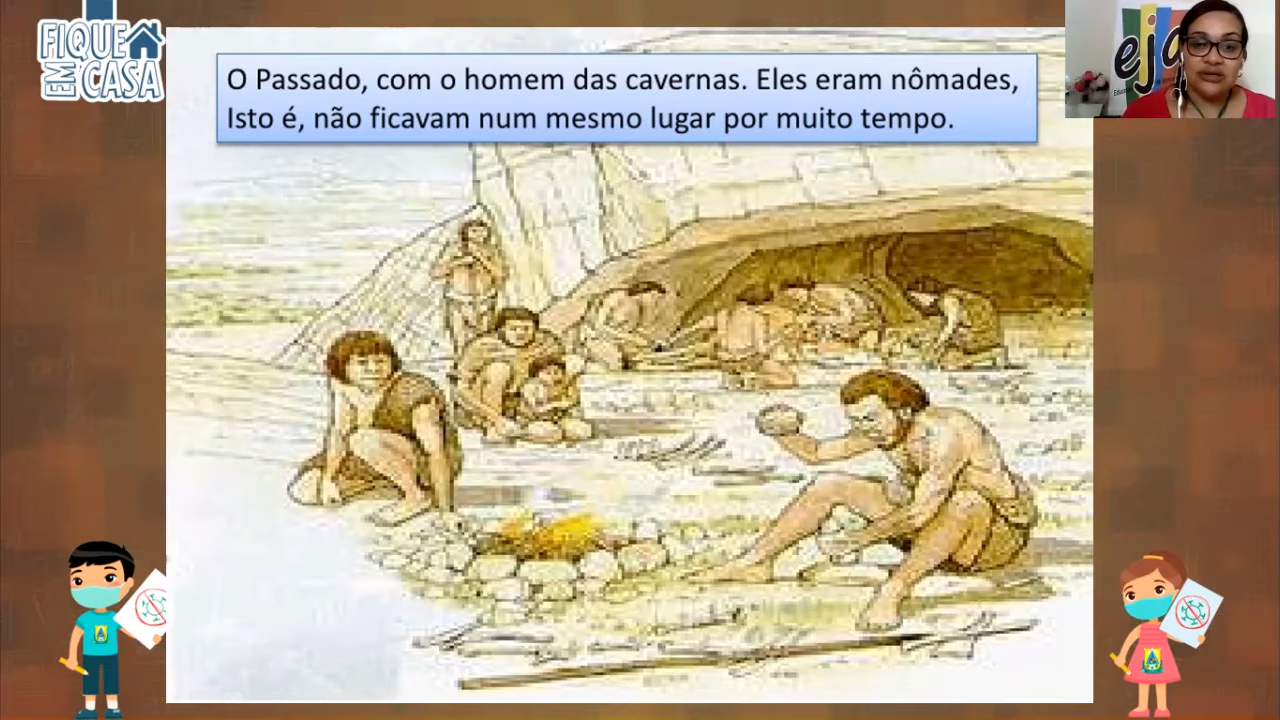 FIQUE
EM
CASA
O Passado, com o homem das cavernas. Eles eram nômades,
Isto é, não ficavam num mesmo lugar por muito tempo.
eja